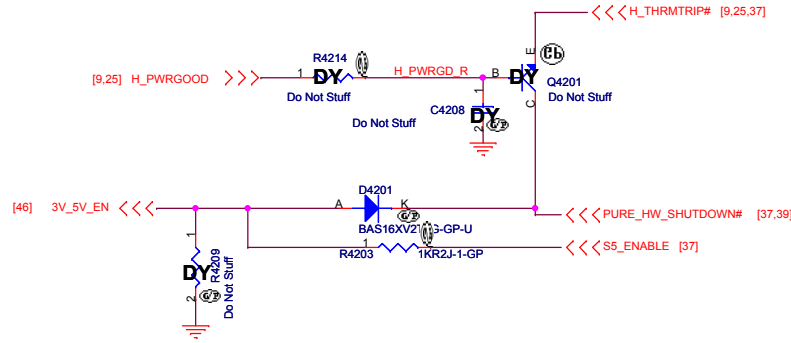 H_THRMTRIP# [9,25,37]
E
R4214
[9,25] H_PWRGOOD
1
DY
H_PWRGD_R
B
DY
Q4201
Do Not Stuff
Do Not Stuff
C
1
C4208
DY
Do Not Stuff
2
D4201
[46] 3V_5V_EN
A
K
PURE_HW_SHUTDOWN# [37,39]
BAS16XV2T G-GP-U
1
S5_ENABLE [37]
R4203
1KR2J-1-GP
1
DY
R4209
Do Not Stuff
2